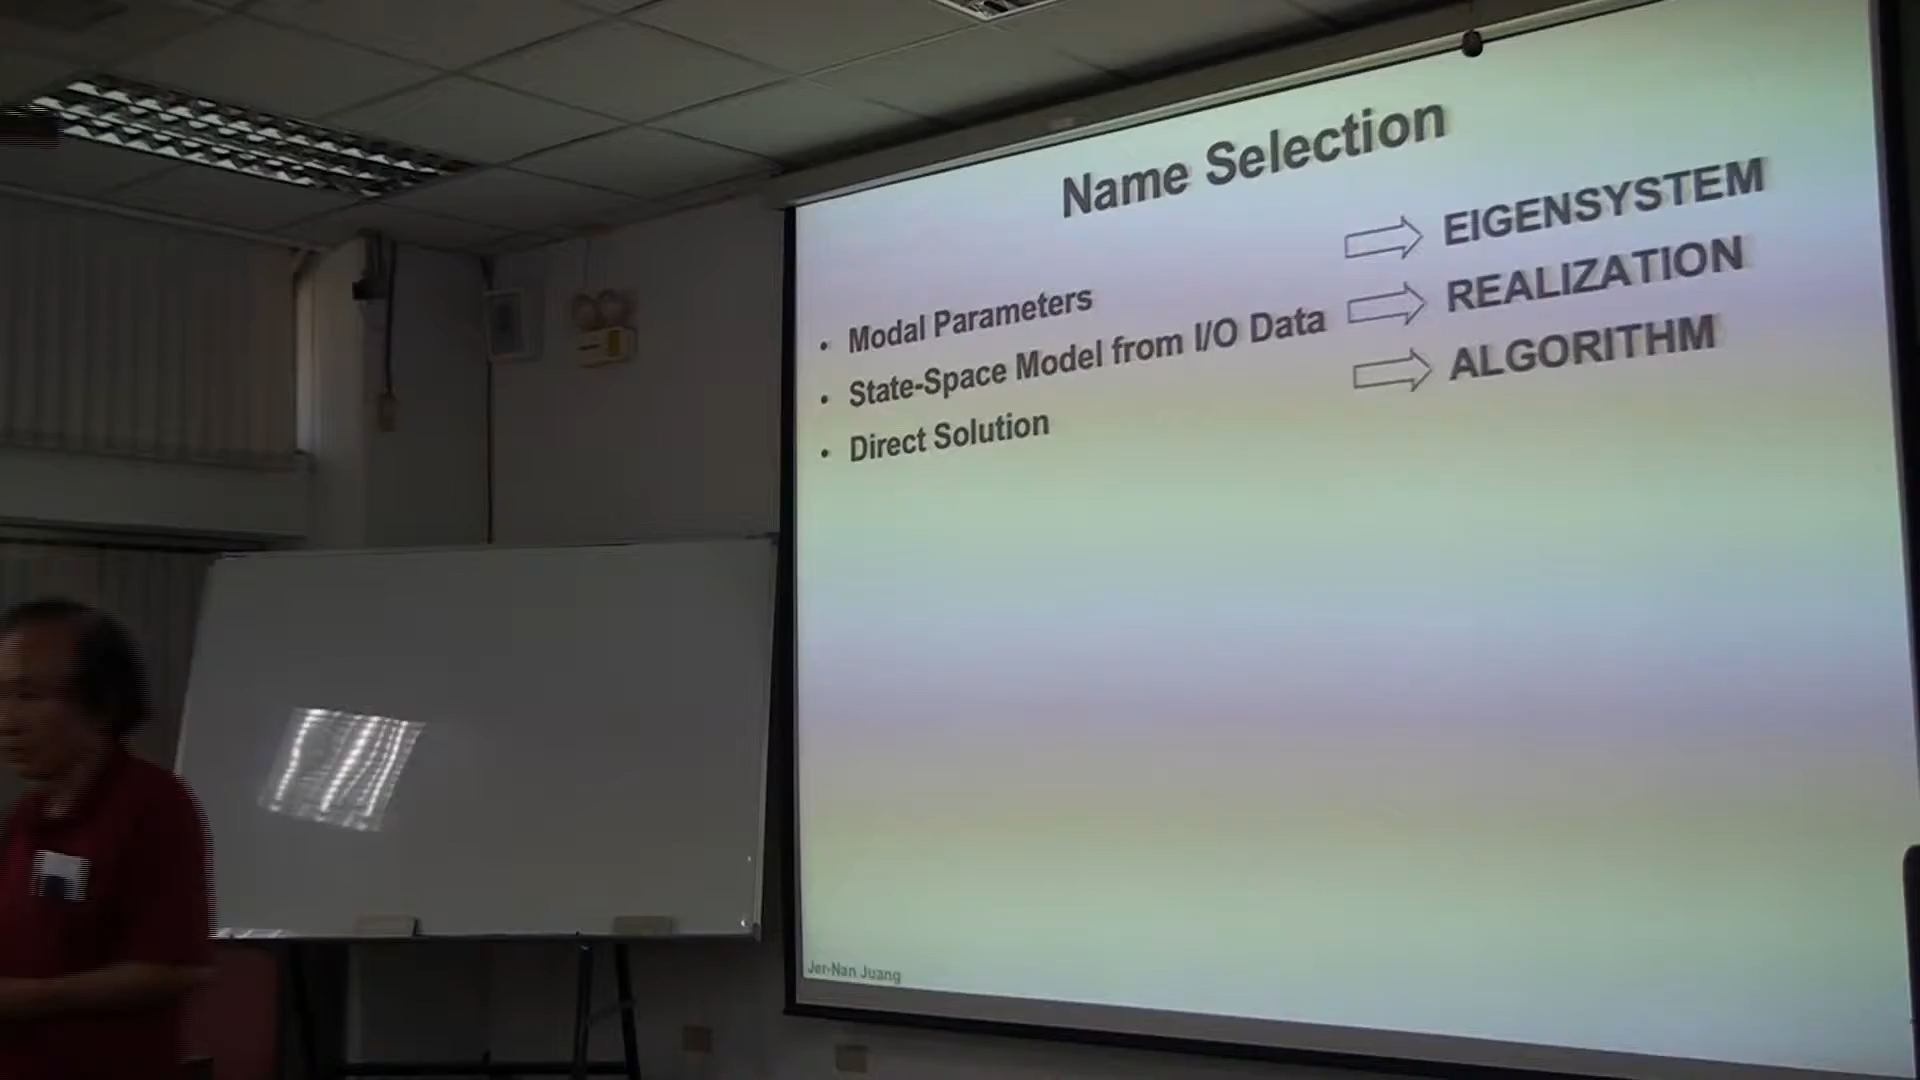 Name Selection
• Modal Parameters ⇨ EIGENSYSTEM
• State-Space Model from I/O Data ⇨ REALIZATION
• Direct Solution ⇨ ALGORITHM
Jer-Nan Juang